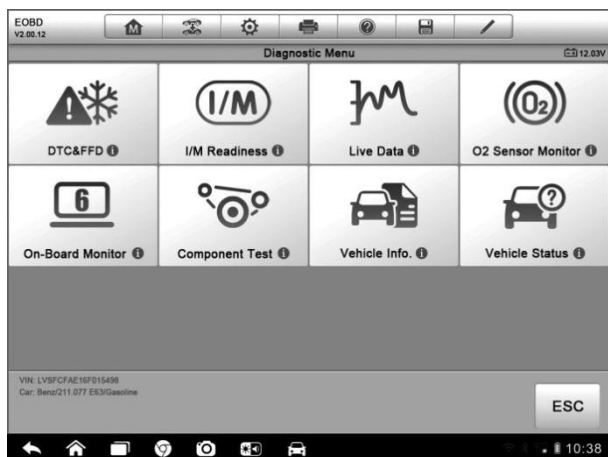 EOBD
V2.00.12
M
Diagnostic Menu
12.03V
DTC&FFD
I/M
I/M Readiness
Live Data
O2
O2 Sensor Monitor
6
On-Board Monitor
Component Test
Vehicle Info.
Vehicle Status
VIN: LVSFCFAE16F015498
Car: Benz/211.077 E63/Gasoline
ESC
10:38